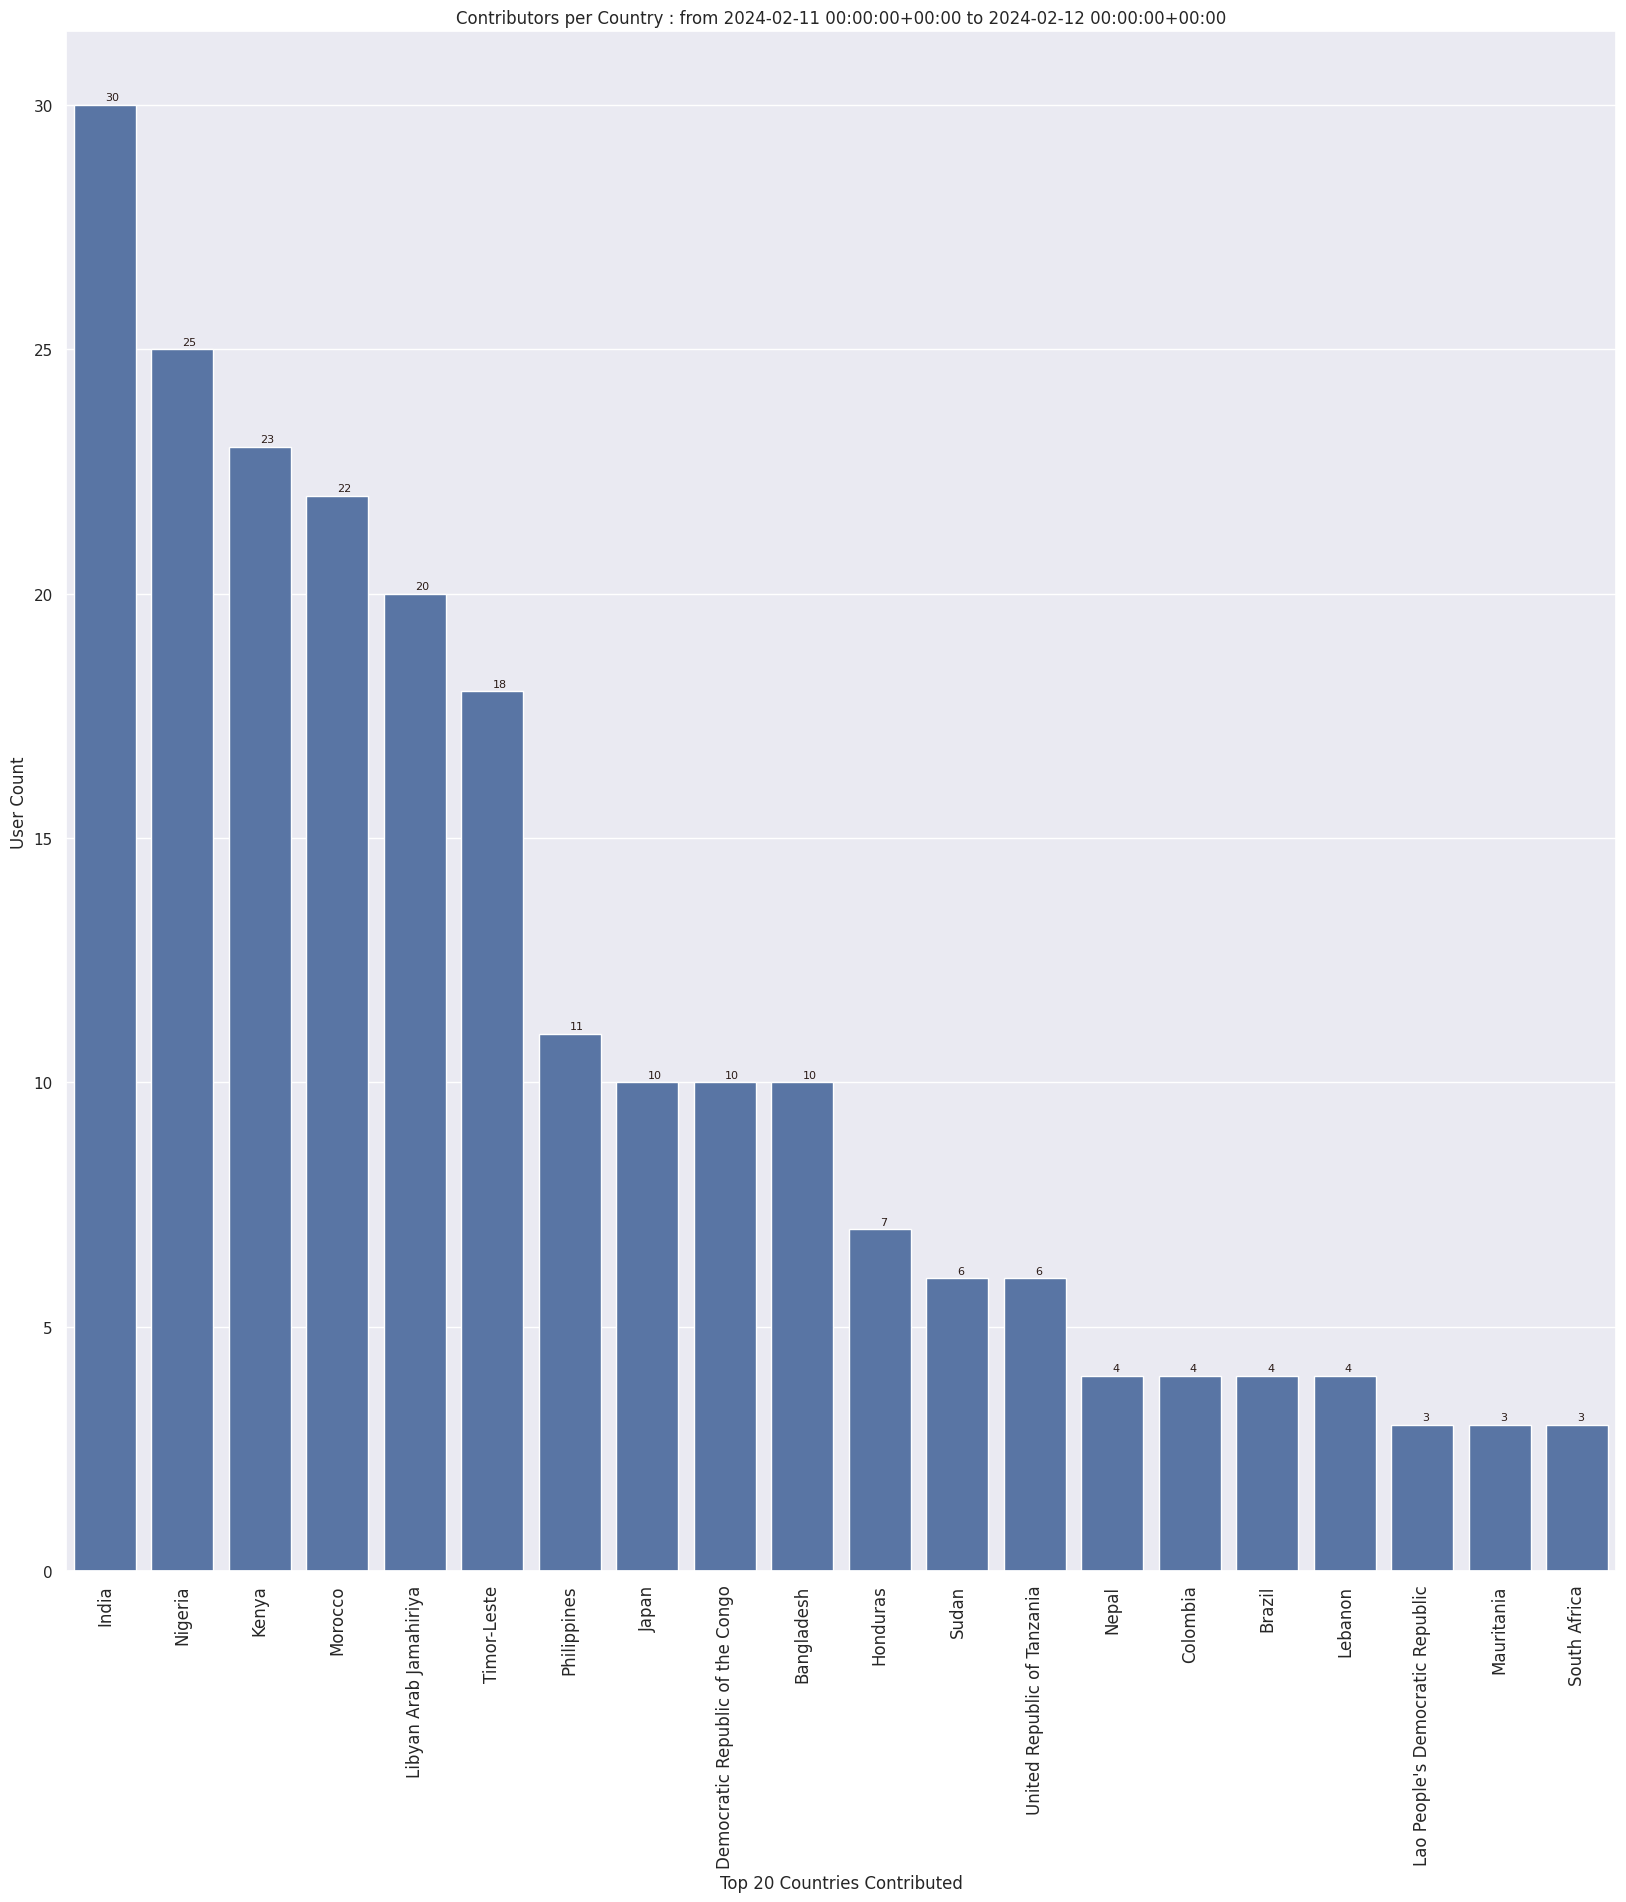 Contributors per Country : from 2024-02-11 00:00:00+00:00 to 2024-02-12 00:00:00+00:00
User Count
30
25
20
15
10
5
0
30
25
23
22
20
18
11
10
10
10
7
6
6
4
4
4
4
3
3
3
India
Nigeria
Kenya
Morocco
Libyan Arab Jamahiriya
Timor-Leste
Philippines
Japan
Democratic Republic of the Congo
Bangladesh
Honduras
Sudan
United Republic of Tanzania
Nepal
Colombia
Brazil
Lebanon
Lao People's Democratic Republic
Mauritania
South Africa
Top 20 Countries Contributed